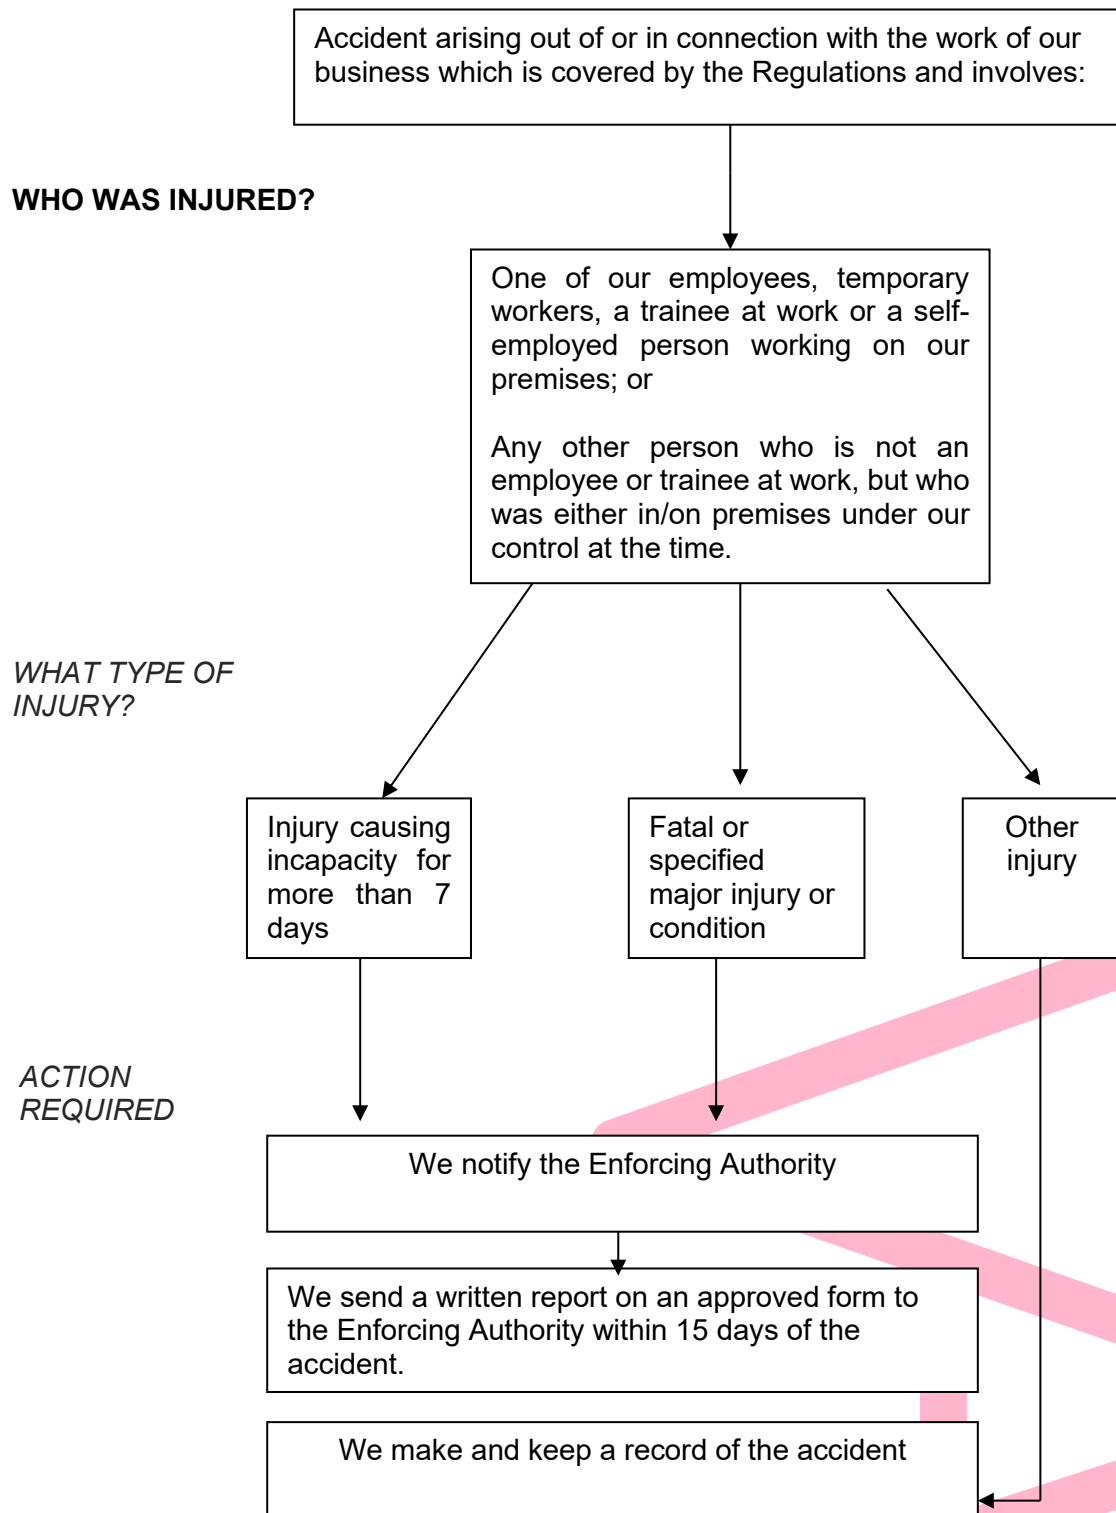 Accident arising out of or in connection with the work of our
business which is covered by the Regulations and involves:
WHO WAS INJURED?
One of our employees, temporary
workers, a trainee at work or a self-
employed person working on our
premises; or
Any other person who is not an
employee or trainee at work, but who
was either in/on premises under our
control at the time.
WHAT TYPE OF
INJURY?
Injury causing
incapacity for
more than 7
days
Fatal or
specified
major injury or
condition
Other
injury
ACTION
REQUIRED
We notify the Enforcing Authority
We send a written report on an approved form to
the Enforcing Authority within 15 days of the
accident.
We make and keep a record of the accident